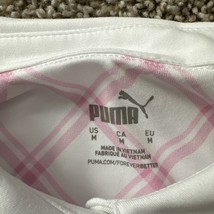 PUMA
US CA EU
M M M
MADE IN VIETNAM
FABRIQUÉ AU VIETNAM
PUMA.COM/FOREVERBETTER